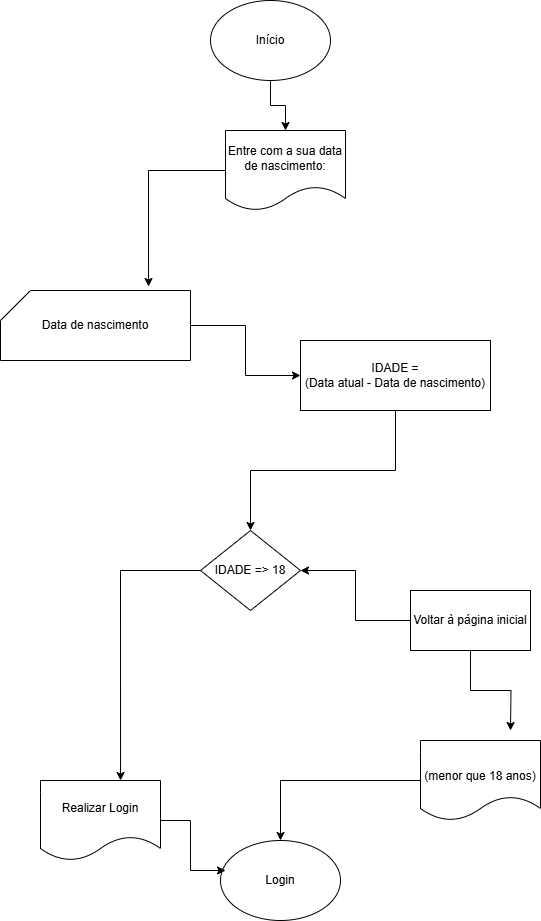 Início
Entre com a sua data
de nascimento:
Data de nascimento
IDADE =
(Data atual - Data de nascimento)
IDADE => 18
Voltar à página inicial
(menor que 18 anos)
Realizar Login
Login